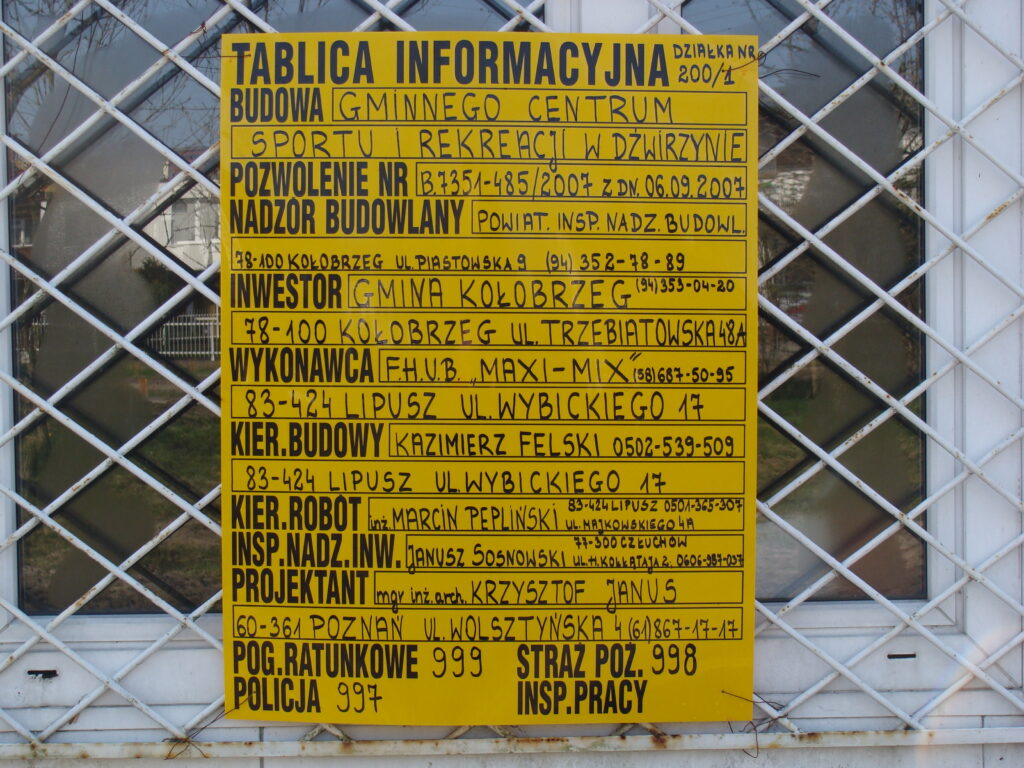 TABLICA INFORMACYJNA DZIAŁKA NR 200/1
BUDOWA GMINNEGO CENTRUM
SPORTU i REKREACJI W DŹWIRZYNIE
POZWOLENIE NR B.7351-485/2007 Z DN. 06.09.2007
NADZÓR BUDOWLANY POWIAT. INSP. NADZ. BUDOWL.
78-100 KOŁOBRZEG UL. PIASTOWSKA 9 (94) 352-78-89
INWESTOR GMINA KOŁOBRZEG (94) 353-04-20
78-100 KOŁOBRZEG UL. TRZEBIATOWSKA 48A
WYKONAWCA F.H.U.B. „MAXI-MIX” (58) 687-50-95
83-424 LIPUSZ UL. WYBICKIEGO 17
KIER.BUDOWY KAZIMIERZ FELSKI 0502-539-509
83-424 LIPUSZ UL. WYBICKIEGO 17
KIER.ROBÓT inż. MARCIN PEPLIŃSKI 83-424 LIPUSZ 0501-365-307
UL. MAJKOWSKIEGO 4A
INSP.NADZ.INW. JANUSZ SOSNOWSKI 77-300 CZŁUCHÓW
UL. H. KOŁŁĄTAJA 2, 0606-987-037
PROJEKTANT mgr inż. arch. KRZYSZTOF JANUS
60-361 POZNAŃ UL. WOLSZTYŃSKA 4 (61) 867-17-17
POG.RATUNKOWE 999 STRAŻ POŻ. 998
POLICJA 997 INSP.PRACY